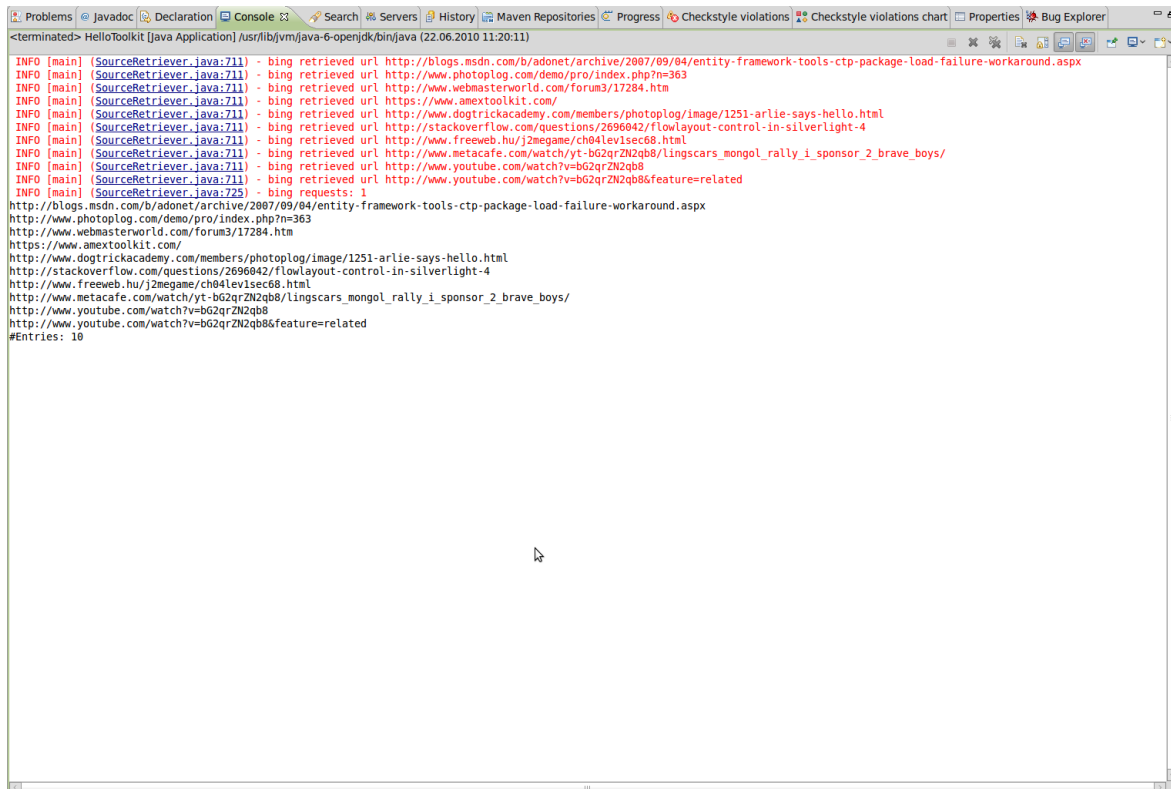 Problems @ Javadoc Declaration Console Search Servers History Maven Repositories Progress Checkstyle violations Checkstyle violations chart Properties Bug Explorer
<terminated> HelloToolkit [Java Application] /usr/lib/jvm/java-6-openjdk/bin/java (22.06.2010 11:20:11)
INFO [main] (SourceRetriever.java:711) - bing retrieved url http://blogs.msdn.com/b/adonet/archive/2007/09/04/entity-framework-tools-ctp-package-load-failure-workaround.aspx
INFO [main] (SourceRetriever.java:711) - bing retrieved url http://www.photoplog.com/demo/pro/index.php?n=363
INFO [main] (SourceRetriever.java:711) - bing retrieved url http://www.webmasterworld.com/forum3/17284.htm
INFO [main] (SourceRetriever.java:711) - bing retrieved url https://www.amextoolkit.com/
INFO [main] (SourceRetriever.java:711) - bing retrieved url http://www.dogtrickacademy.com/members/photoplog/image/1251-arlie-says-hello.html
INFO [main] (SourceRetriever.java:711) - bing retrieved url http://stackoverflow.com/questions/2696042/flowlayout-control-in-silverlight-4
INFO [main] (SourceRetriever.java:711) - bing retrieved url http://www.freeweb.hu/j2megame/ch04lev1sec68.html
INFO [main] (SourceRetriever.java:711) - bing retrieved url http://www.metacafe.com/watch/yt-bG2qrZN2qb8/lingscars_mongol_rally_i_sponsor_2_brave_boys/
INFO [main] (SourceRetriever.java:711) - bing retrieved url http://www.youtube.com/watch?v=bG2qrZN2qb8
INFO [main] (SourceRetriever.java:711) - bing retrieved url http://www.youtube.com/watch?v=bG2qrZN2qb8&feature=related
INFO [main] (SourceRetriever.java:725) - bing requests: 1
http://blogs.msdn.com/b/adonet/archive/2007/09/04/entity-framework-tools-ctp-package-load-failure-workaround.aspx
http://www.photoplog.com/demo/pro/index.php?n=363
http://www.webmasterworld.com/forum3/17284.htm
https://www.amextoolkit.com/
http://www.dogtrickacademy.com/members/photoplog/image/1251-arlie-says-hello.html
http://stackoverflow.com/questions/2696042/flowlayout-control-in-silverlight-4
http://www.freeweb.hu/j2megame/ch04lev1sec68.html
http://www.metacafe.com/watch/yt-bG2qrZN2qb8/lingscars_mongol_rally_i_sponsor_2_brave_boys/
http://www.youtube.com/watch?v=bG2qrZN2qb8
http://www.youtube.com/watch?v=bG2qrZN2qb8&feature=related
#Entries: 10